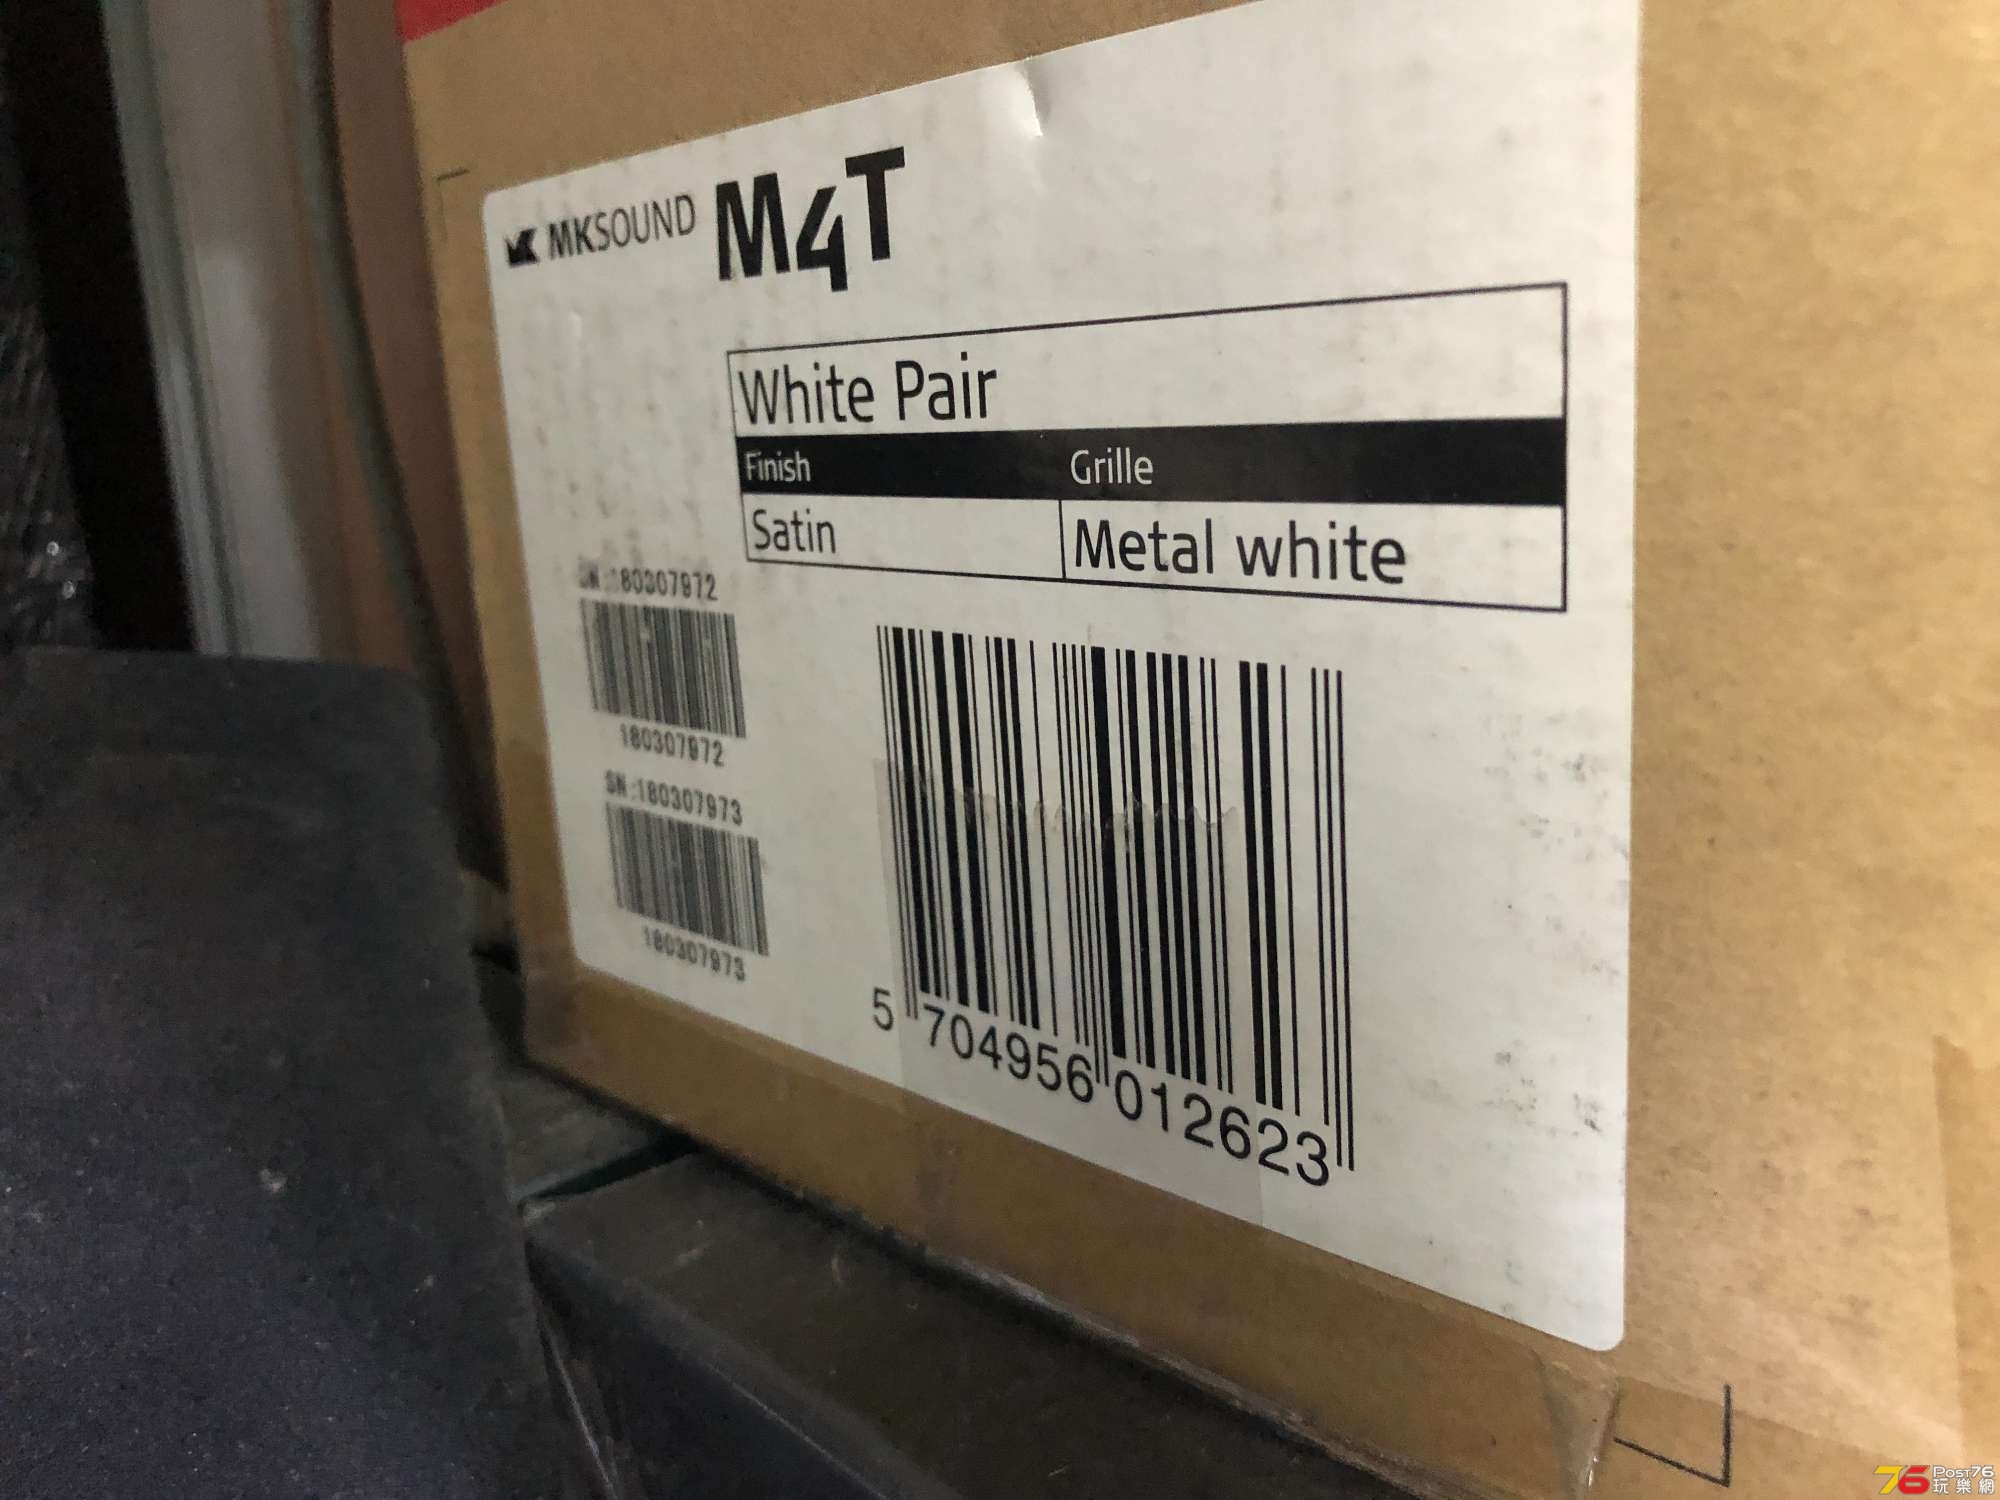 MKSOUND M4T
White Pair
Finish Grille
Satin Metal white
SN:180307972
180307972
SN:180307973
180307973
5 704956 012623
POST76
玩樂網